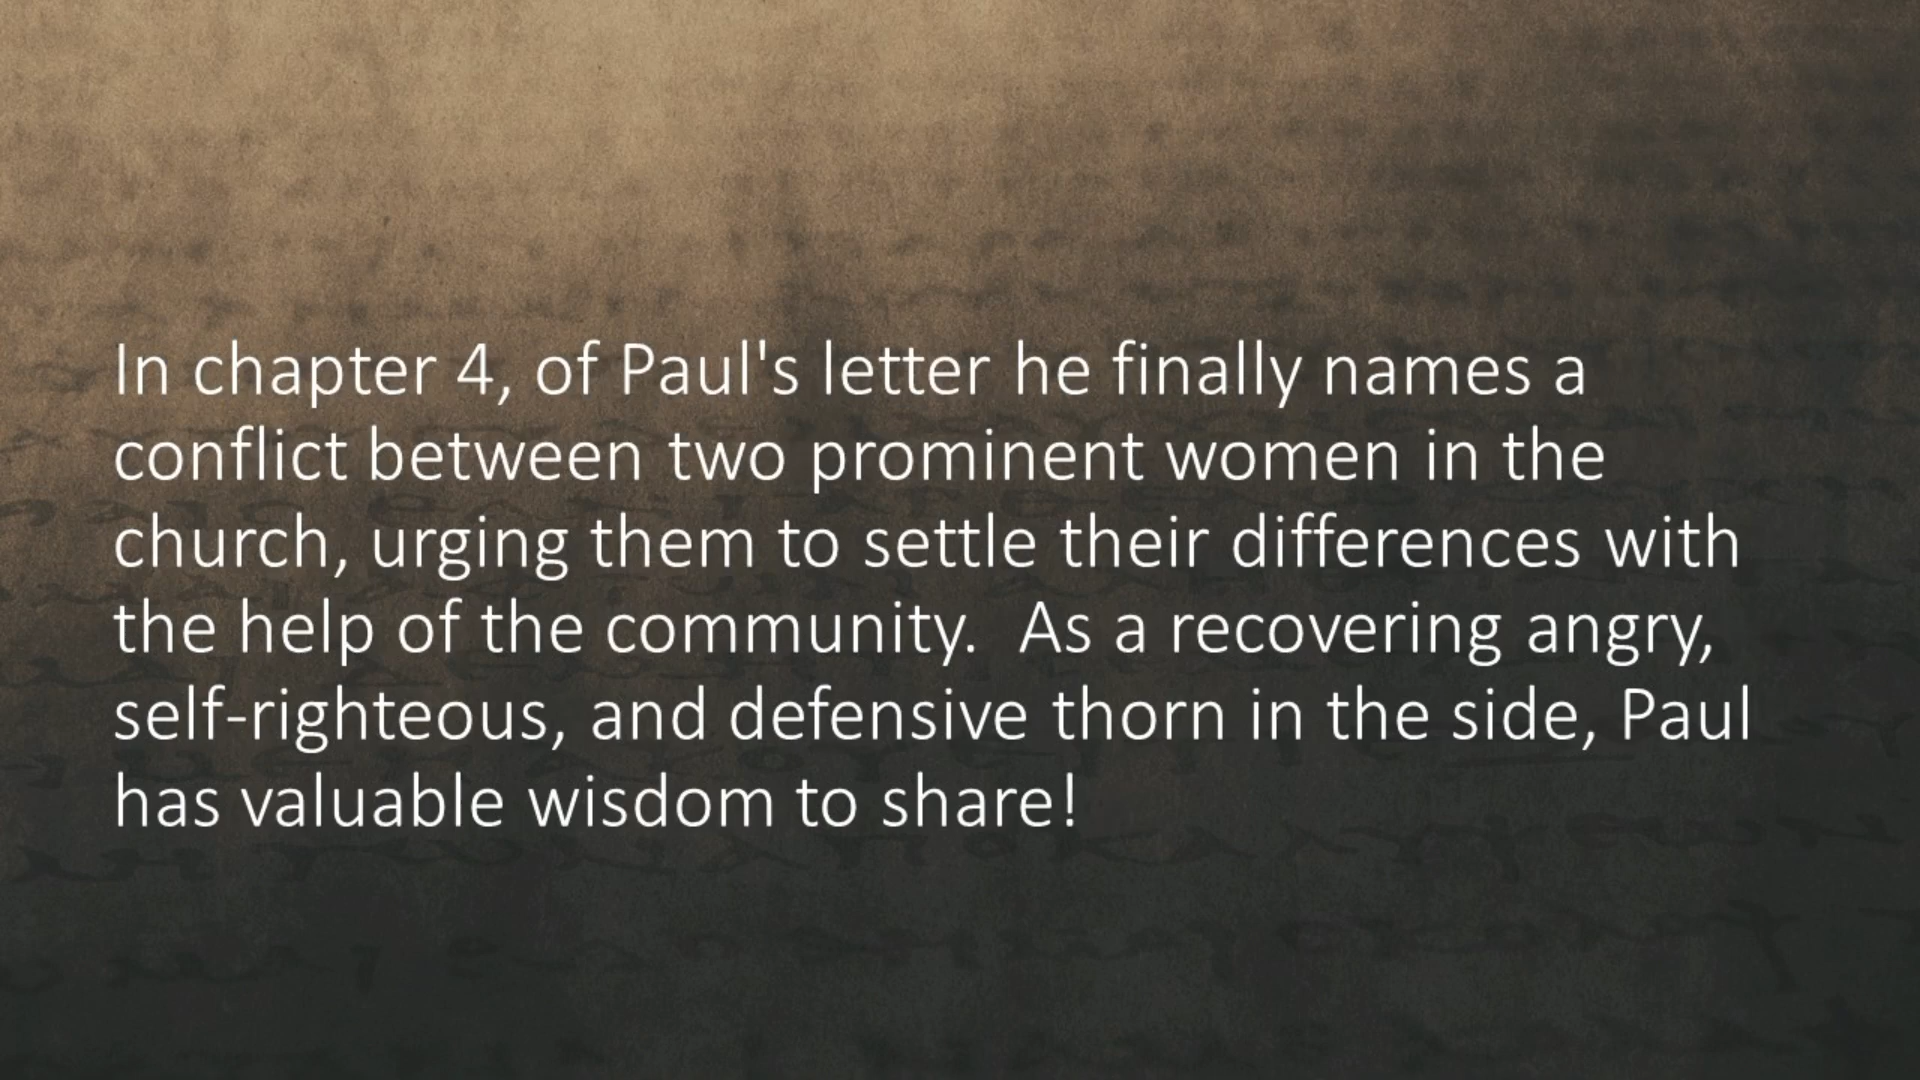 In chapter 4, of Paul's letter he finally names a
conflict between two prominent women in the
church, urging them to settle their differences with
the help of the community.  As a recovering angry,
self-righteous, and defensive thorn in the side, Paul
has valuable wisdom to share!